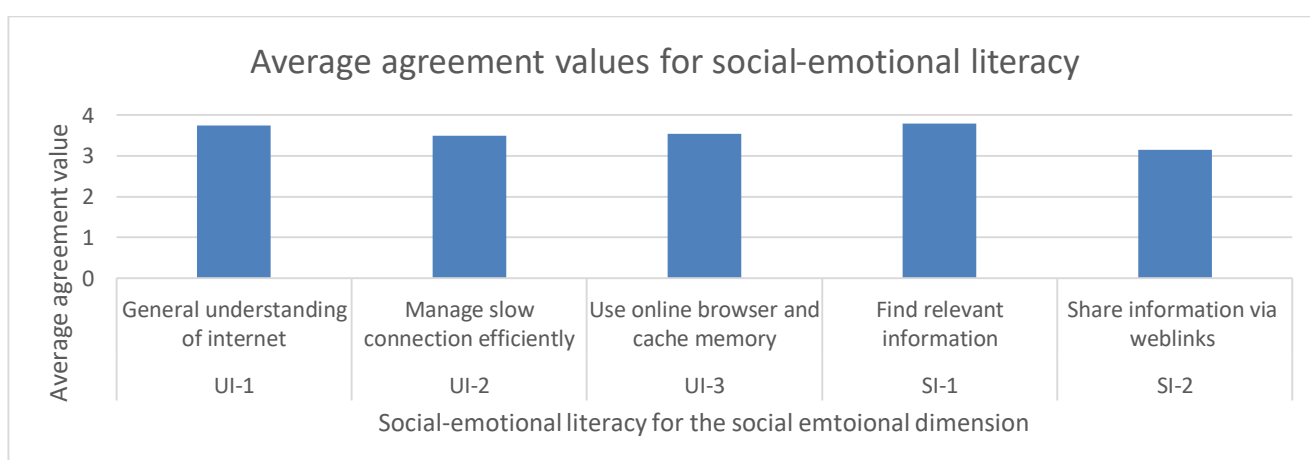 Average agreement values for social-emotional literacy
Average agreement value
4
3
2
1
0
General understanding
of internet
Manage slow
connection efficiently
Use online browser and
cache memory
Find relevant
information
Share information via
weblinks
UI-1
UI-2
UI-3
SI-1
SI-2
Social-emotional literacy for the social emtoional dimension